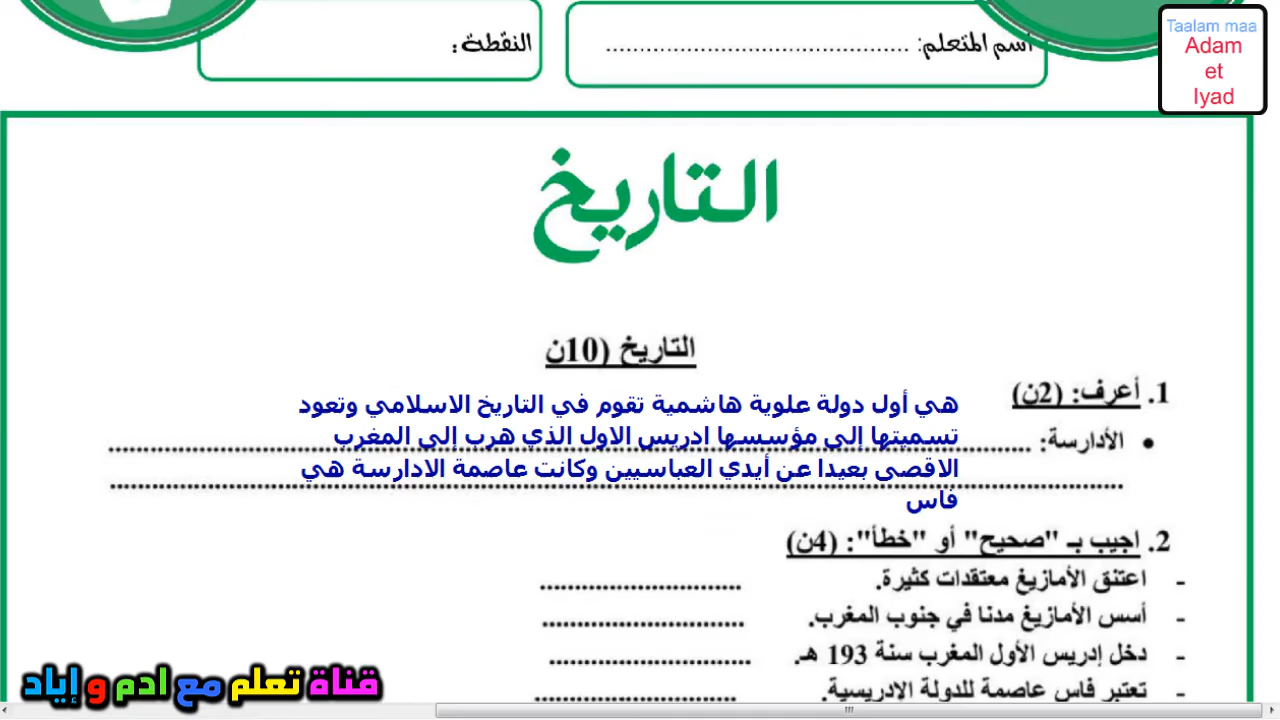 اسم المتعلم: ............................................
النقطة:
Taalam maa
Adam
et
Iyad
التاريخ
التاريخ (10ن
1. أعرف: (2ن)
هي أول دولة علوية هاشمية تقوم في التاريخ الاسلامي وتعود
• الأدارسة: ............................................
تسميتها إلى مؤسسها ادريس الاول الذي هرب إلى المغرب
الاقصى بعيدا عن أيدي العباسيين وكانت عاصمة الادارسة هي
فاس
2. اجيب بـ "صحيح" أو "خطأ": (4ن)
- اعتنق الأمازيغ معتقدات كثيرة. .............................
- أسس الأمازيغ مدنا في جنوب المغرب. .............................
- دخل إدريس الأول المغرب سنة 193 هـ. .............................
- تعتبر فاس عاصمة للدولة الإدريسية. .............................
قناة تعلم مع ادم و إياد